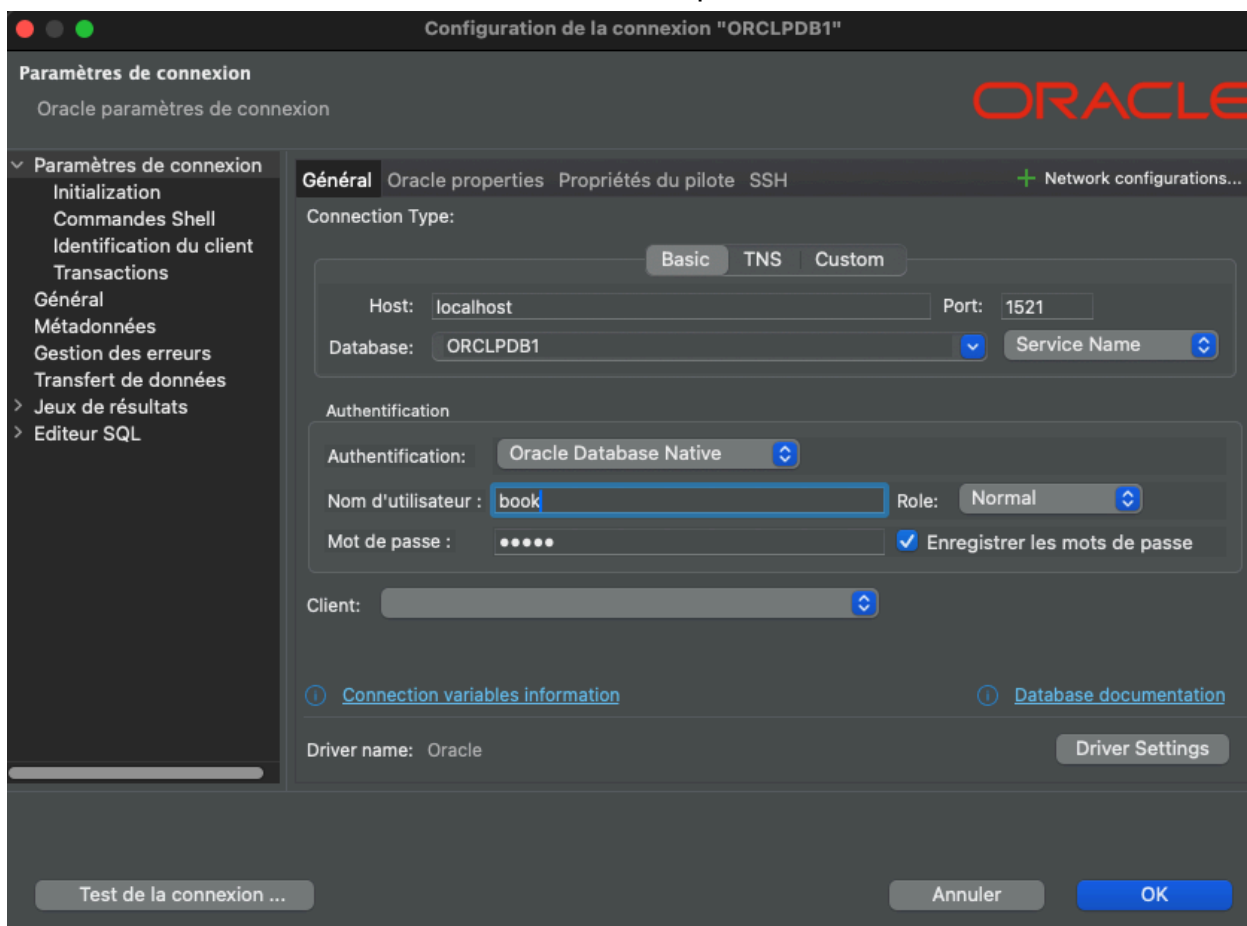 Configuration de la connexion "ORCLPDB1"
Paramètres de connexion
Oracle paramètres de connexion
ORACLE
Paramètres de connexion
Initialization
Commandes Shell
Identification du client
Transactions
Général
Métadonnées
Gestion des erreurs
Transfert de données
Jeux de résultats
Editeur SQL
Général Oracle properties Propriétés du pilote SSH Network configurations...
Connection Type:
Basic TNS Custom
Host: localhost Port: 1521
Database: ORCLPDB1 Service Name
Authentification
Authentification: Oracle Database Native
Nom d'utilisateur : book Role: Normal
Mot de passe : ••••• Enregistrer les mots de passe
Client:
Connection variables information Database documentation
Driver name: Oracle Driver Settings
Test de la connexion ... Annuler OK